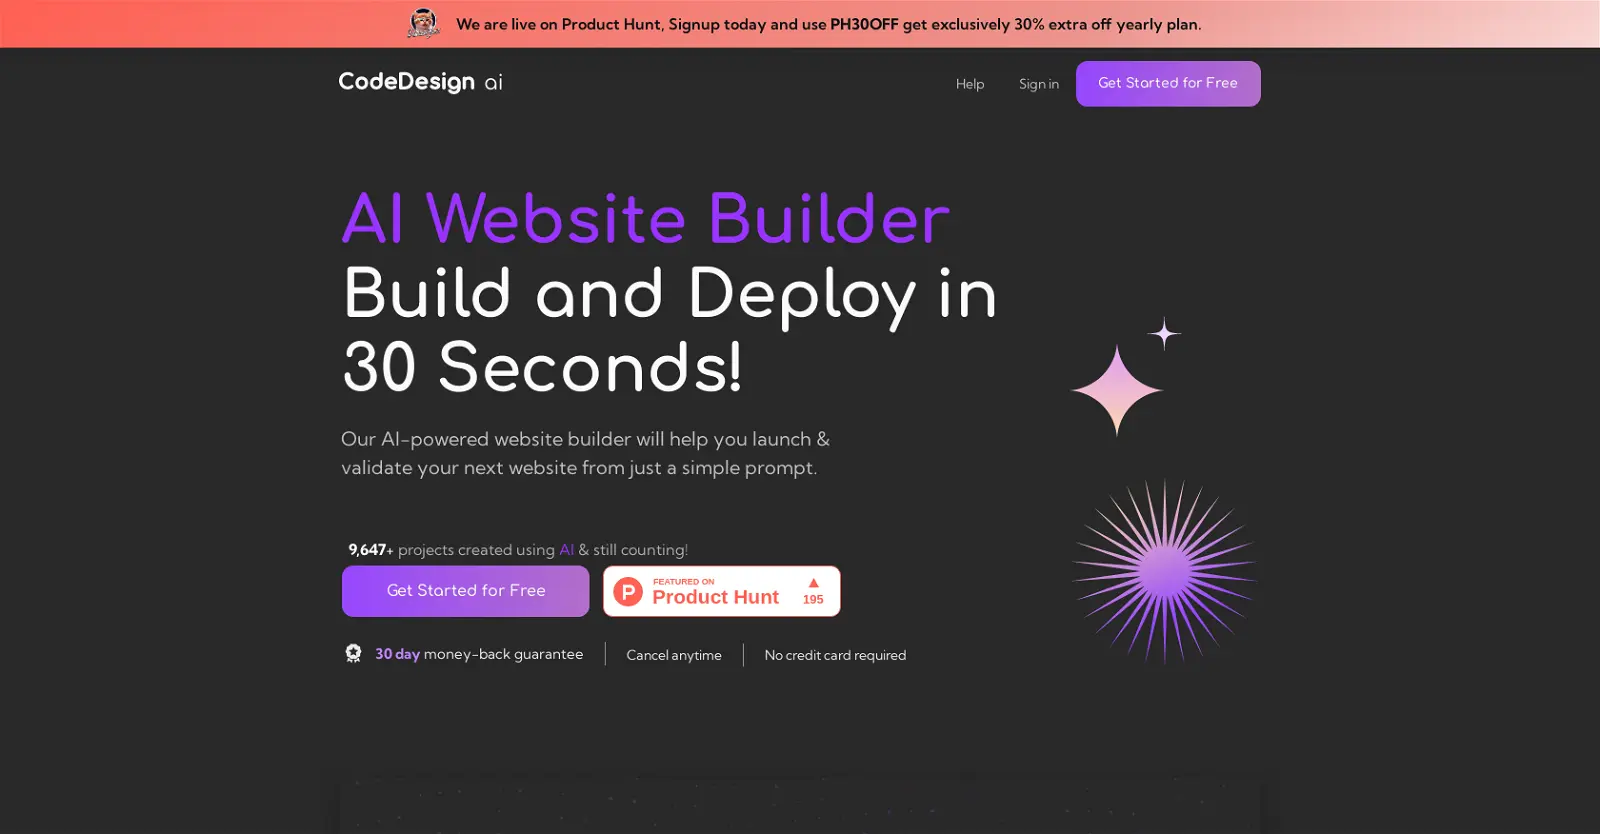 We are live on Product Hunt, Signup today and use PH30OFF get exclusively 30% extra off yearly plan.
CodeDesign ai
Help
Sign in
Get Started for Free
AI Website Builder
Build and Deploy in
30 Seconds!
Our AI-powered website builder will help you launch &
validate your next website from just a simple prompt.
9,647+ projects created using AI & still counting!
Get Started for Free
P
FEATURED ON
Product Hunt
195
30 day money-back guarantee
Cancel anytime
No credit card required